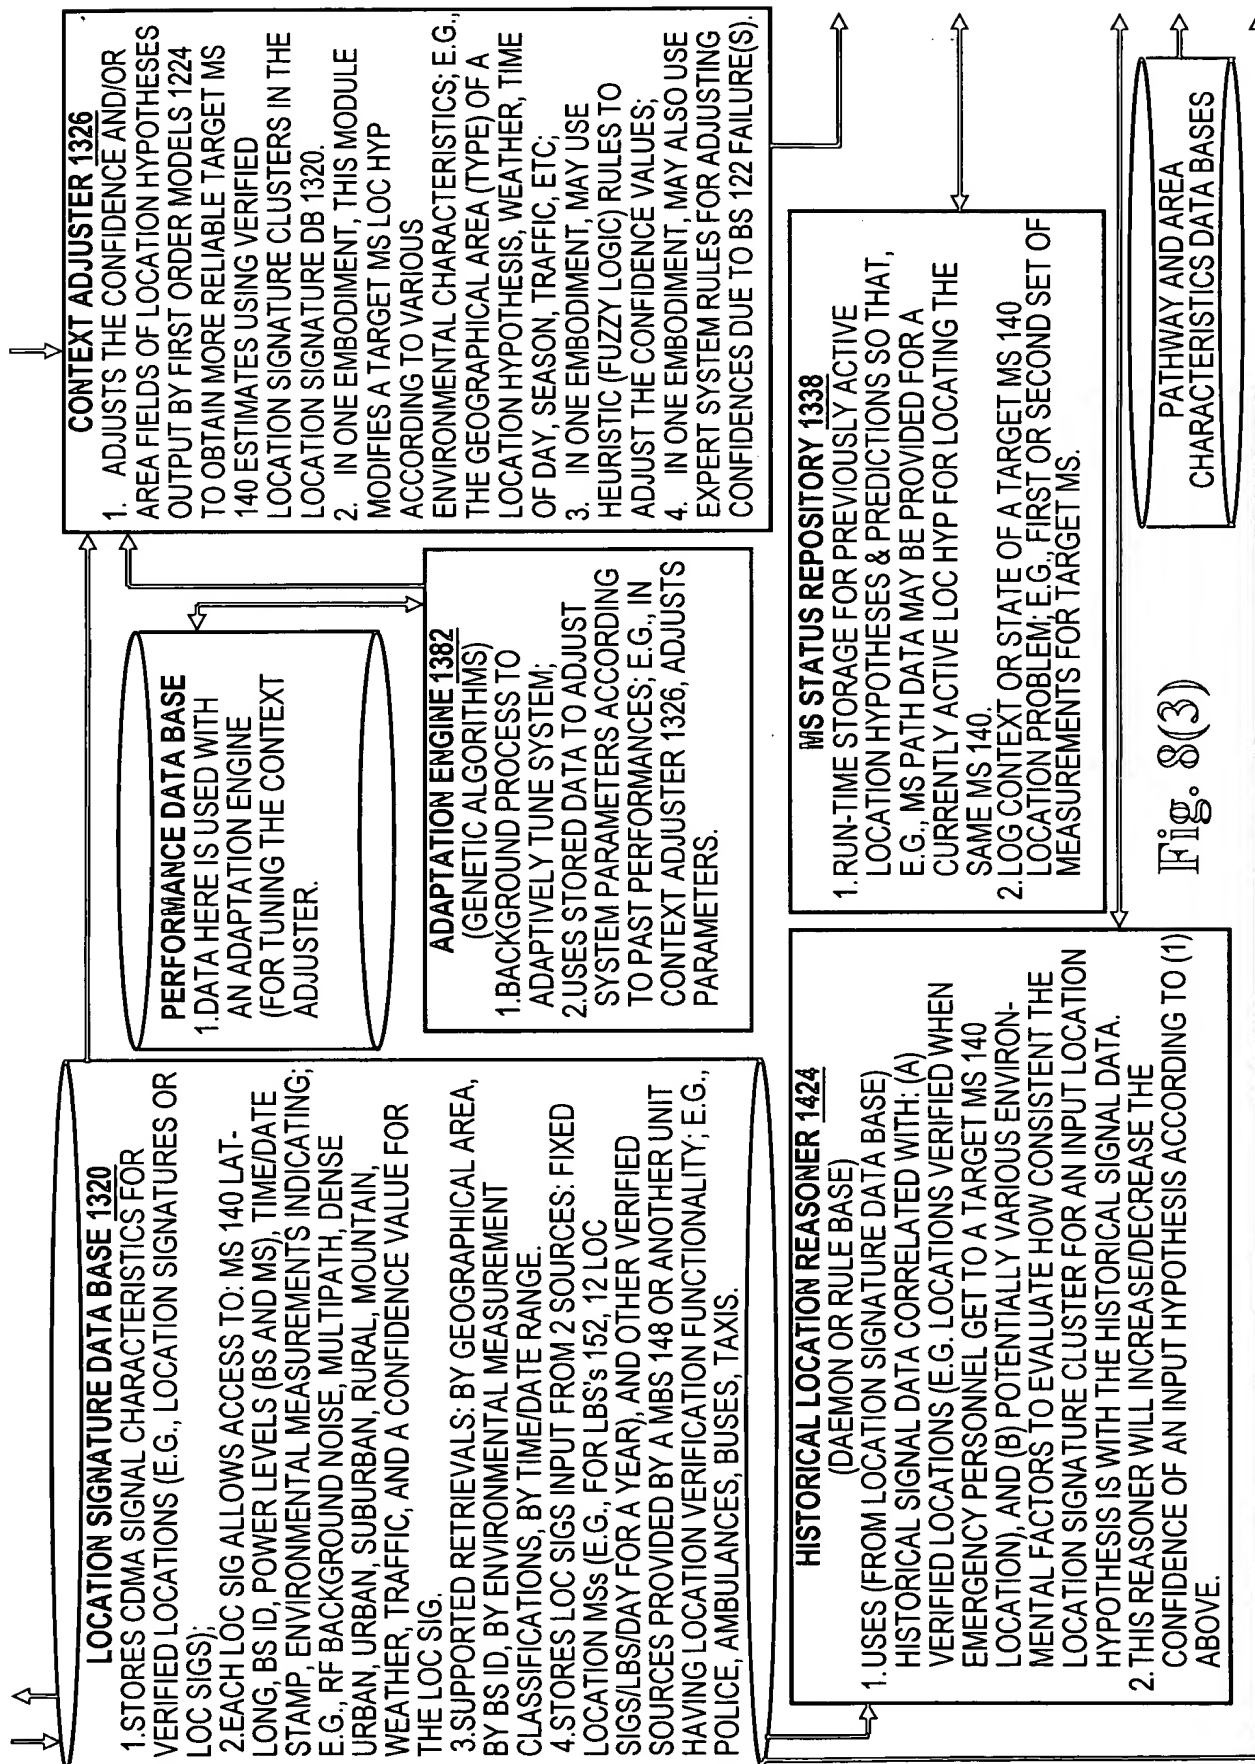 LOCATION SIGNATURE DATA BASE 1320
1.STORES CDMA SIGNAL CHARACTERISTICS FOR
VERIFIED LOCATIONS (E.G., LOCATION SIGNATURES OR
LOC SIGS);
2.EACH LOC SIG ALLOWS ACCESS TO: MS 140 LAT-
LONG, BS ID, POWER LEVELS (BS AND MS), TIME/DATE
STAMP, ENVIRONMENTAL MEASUREMENTS INDICATING;
E.G., RF BACKGROUND NOISE, MULTIPATH, DENSE
URBAN, URBAN, SUBURBAN, RURAL, MOUNTAIN,
WEATHER, TRAFFIC, AND A CONFIDENCE VALUE FOR
THE LOC SIG.
3.SUPPORTED RETRIEVALS: BY GEOGRAPHICAL AREA,
BY BS ID, BY ENVIRONMENTAL MEASUREMENT
CLASSIFICATIONS, BY TIME/DATE RANGE.
4.STORES LOC SIGS INPUT FROM 2 SOURCES: FIXED
LOCATION MSs (E.G., FOR LBS's 152, 12 LOC
SIGS/LBS/DAY FOR A YEAR), AND OTHER VERIFIED
SOURCES PROVIDED BY A MBS 148 OR ANOTHER UNIT
HAVING LOCATION VERIFICATION FUNCTIONALITY; E.G.,
POLICE, AMBULANCES, BUSES, TAXIS.
PERFORMANCE DATA BASE
1.DATA HERE IS USED WITH
AN ADAPTATION ENGINE
(FOR TUNING THE CONTEXT
ADJUSTER.
ADAPTATION ENGINE 1382
(GENETIC ALGORITHMS)
1.BACKGROUND PROCESS TO
ADAPTIVELY TUNE SYSTEM;
2.USES STORED DATA TO ADJUST
SYSTEM PARAMETERS ACCORDING
TO PAST PERFORMANCES; E.G., IN
CONTEXT ADJUSTER 1326, ADJUSTS
PARAMETERS.
CONTEXT ADJUSTER 1326
1. ADJUSTS THE CONFIDENCE AND/OR
AREA FIELDS OF LOCATION HYPOTHESES
OUTPUT BY FIRST ORDER MODELS 1224
TO OBTAIN MORE RELIABLE TARGET MS
140 ESTIMATES USING VERIFIED
LOCATION SIGNATURE CLUSTERS IN THE
LOCATION SIGNATURE DB 1320.
2. IN ONE EMBODIMENT, THIS MODULE
MODIFIES A TARGET MS LOC HYP
ACCORDING TO VARIOUS
ENVIRONMENTAL CHARACTERISTICS; E.G.,
THE GEOGRAPHICAL AREA (TYPE) OF A
LOCATION HYPOTHESIS, WEATHER, TIME
OF DAY, SEASON, TRAFFIC, ETC;
3. IN ONE EMBODIMENT, MAY USE
HEURISTIC (FUZZY LOGIC) RULES TO
ADJUST THE CONFIDENCE VALUES;
4. IN ONE EMBODIMENT, MAY ALSO USE
EXPERT SYSTEM RULES FOR ADJUSTING
CONFIDENCES DUE TO BS 122 FAILURE(S).
HISTORICAL LOCATION REASONER 1424
(DAEMON OR RULE BASE)
1.USES (FROM LOCATION SIGNATURE DATA BASE)
HISTORICAL SIGNAL DATA CORRELATED WITH: (A)
VERIFIED LOCATIONS (E.G. LOCATIONS VERIFIED WHEN
EMERGENCY PERSONNEL GET TO A TARGET MS 140
LOCATION), AND (B) POTENTIALLY VARIOUS ENVIRON-
MENTAL FACTORS TO EVALUATE HOW CONSISTENT THE
LOCATION SIGNATURE CLUSTER FOR AN INPUT LOCATION
HYPOTHESIS IS WITH THE HISTORICAL SIGNAL DATA.
2. THIS REASONER WILL INCREASE/DECREASE THE
CONFIDENCE OF AN INPUT HYPOTHESIS ACCORDING TO (1)
ABOVE.
MS STATUS REPOSITORY 1338
1.RUN-TIME STORAGE FOR PREVIOUSLY ACTIVE
LOCATION HYPOTHESES & PREDICTIONS SO THAT,
E.G., MS PATH DATA MAY BE PROVIDED FOR A
CURRENTLY ACTIVE LOC HYP FOR LOCATING THE
SAME MS 140.
2.LOG CONTEXT OR STATE OF A TARGET MS 140
LOCATION PROBLEM; E.G., FIRST OR SECOND SET OF
MEASUREMENTS FOR TARGET MS.
PATHWAY AND AREA
CHARACTERISTICS DATA BASES
Fig. 8(3)